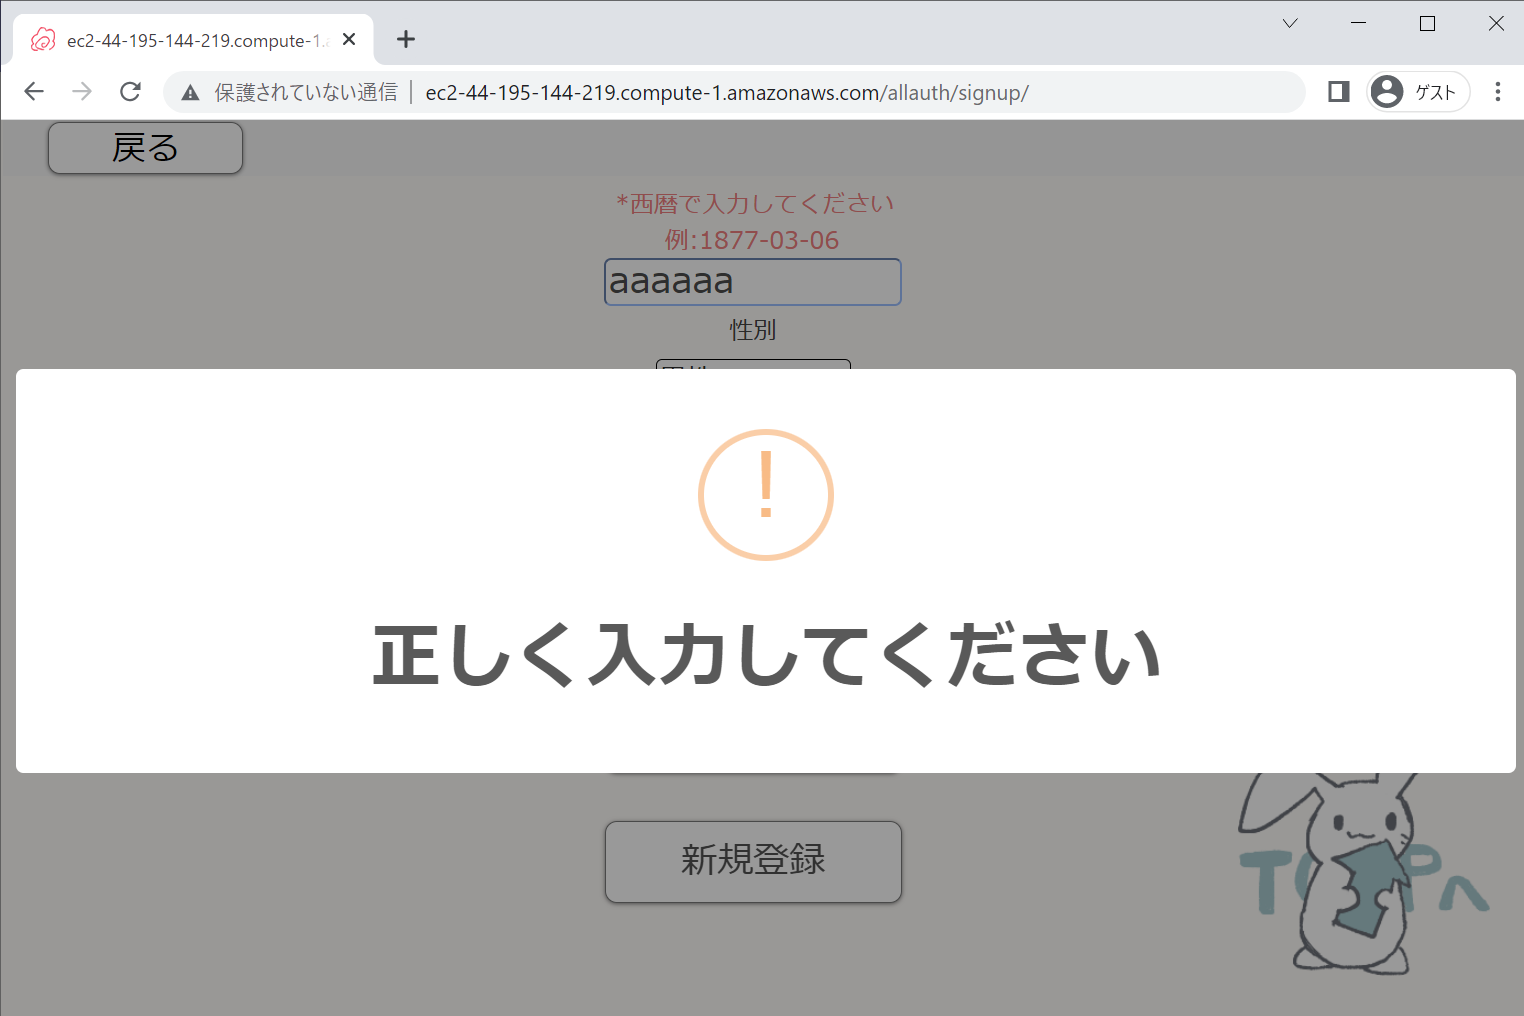 ec2-44-195-144-219.compute-1.a
保護されていない通信
ec2-44-195-144-219.compute-1.amazonaws.com/allauth/signup/
ゲスト
戻る
*西暦で入力してください
例:1877-03-06
aaaaaa
性別
!
正しく入力してください
新規登録